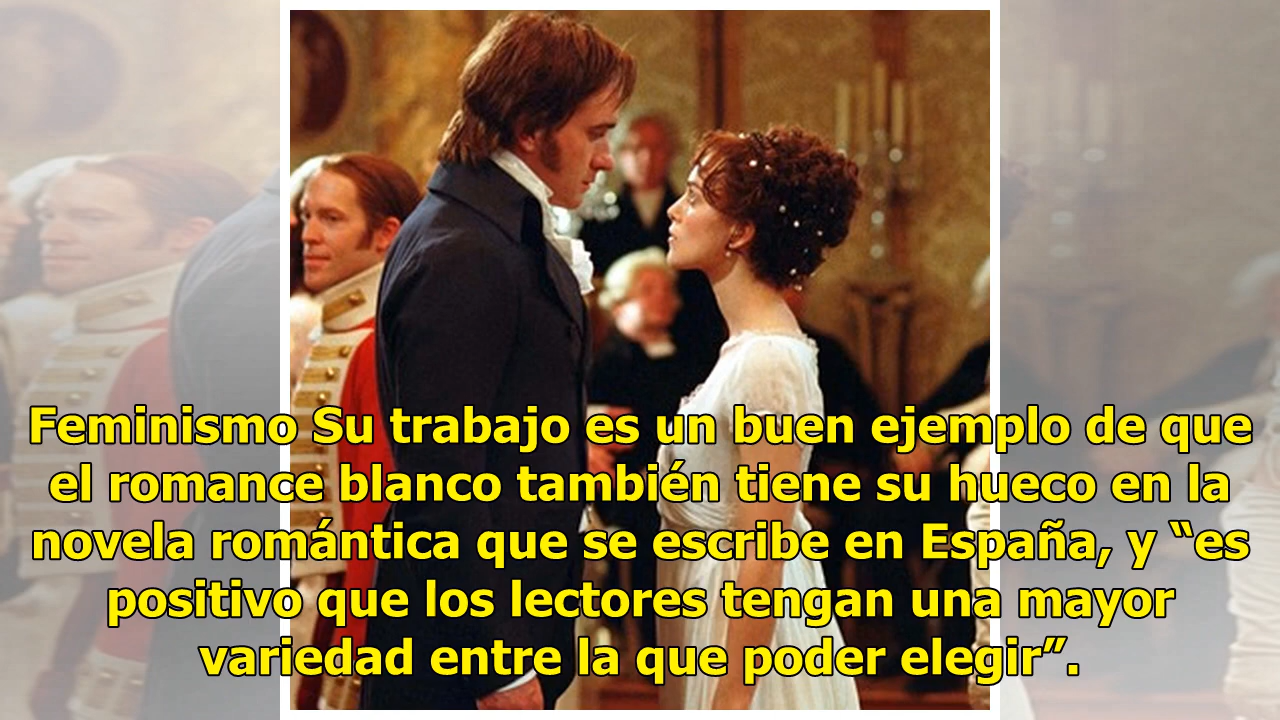 Feminismo Su trabajo es un buen ejemplo de que
el romance blanco también tiene su hueco en la
novela romántica que se escribe en España, y “es
positivo que los lectores tengan una mayor
variedad entre la que poder elegir”.